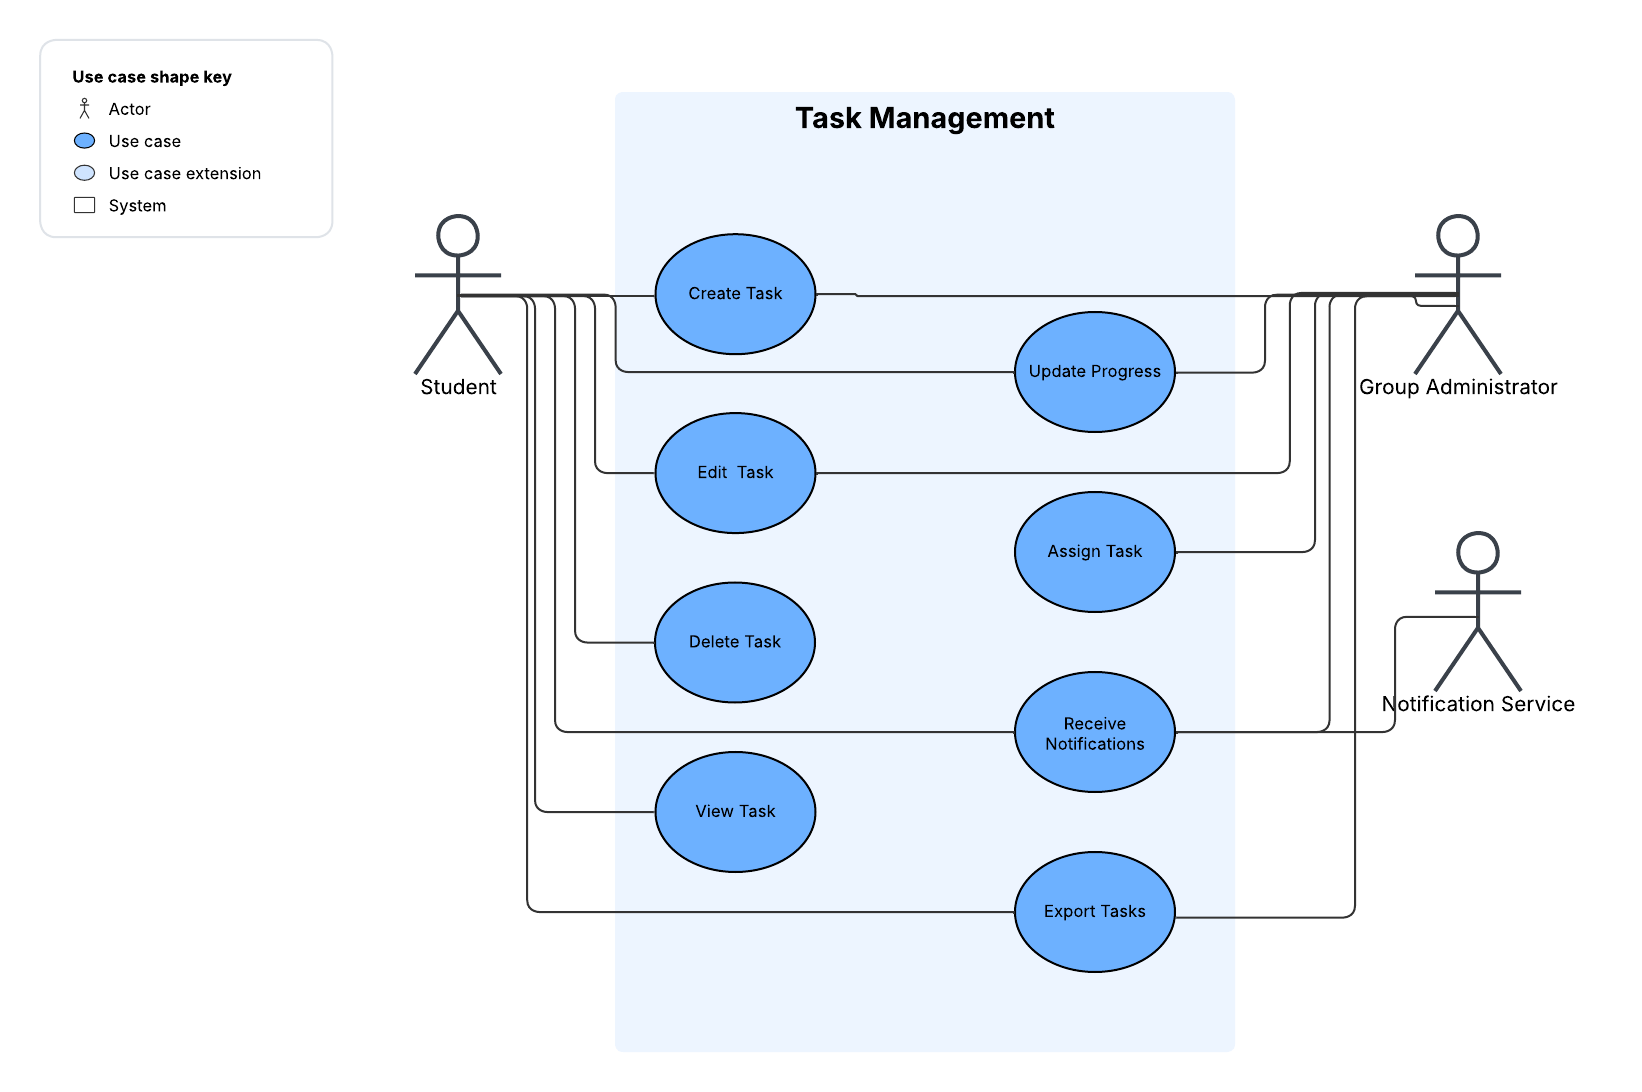 Use case shape key
Actor
Use case
Use case extension
System
Task Management
Create Task
Update Progress
Student
Group Administrator
Edit  Task
Assign Task
Delete Task
Notification Service
Receive
Notifications
View Task
Export Tasks